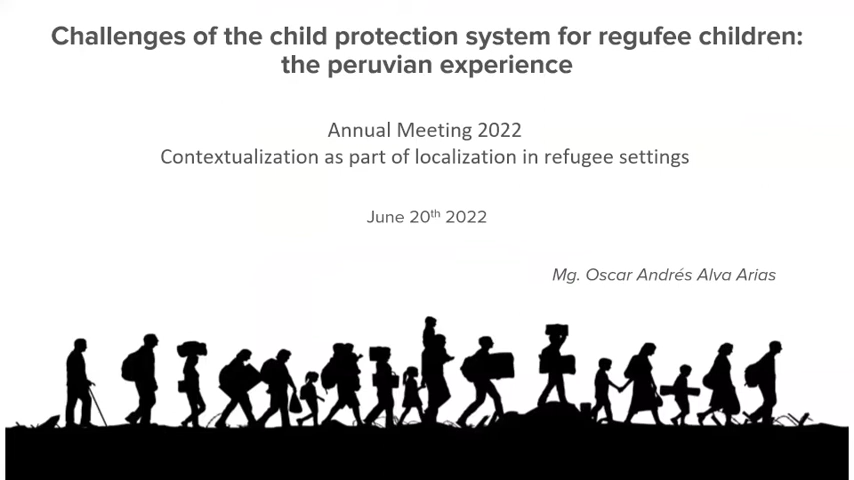 Challenges of the child protection system for regufee children:
the peruvian experience
Annual Meeting 2022
Contextualization as part of localization in refugee settings
June 20th 2022
Mg. Oscar Andrés Alva Arias